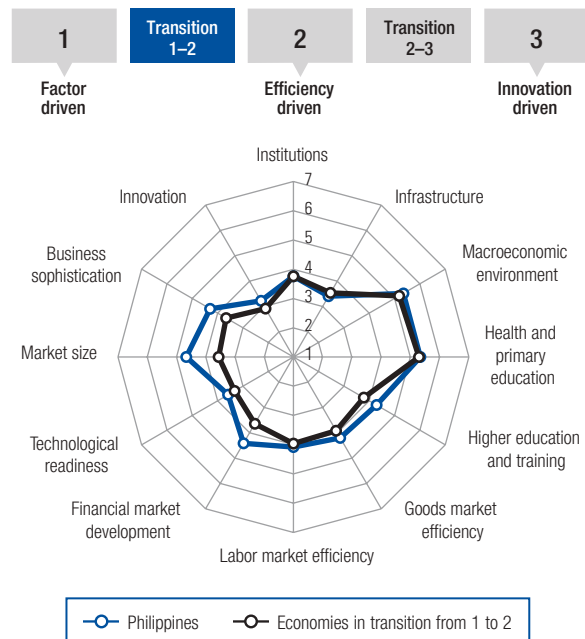 1
Transition
1–2
2
Transition
2–3
3
Factor
driven
Efficiency
driven
Innovation
driven
Institutions
7
6
5
4
3
2
1
Infrastructure
Macroeconomic
environment
Health and
primary
education
Higher education
and training
Goods market
efficiency
Labor market efficiency
Financial market
development
Technological
readiness
Market size
Business
sophistication
Innovation
Philippines
Economies in transition from 1 to 2